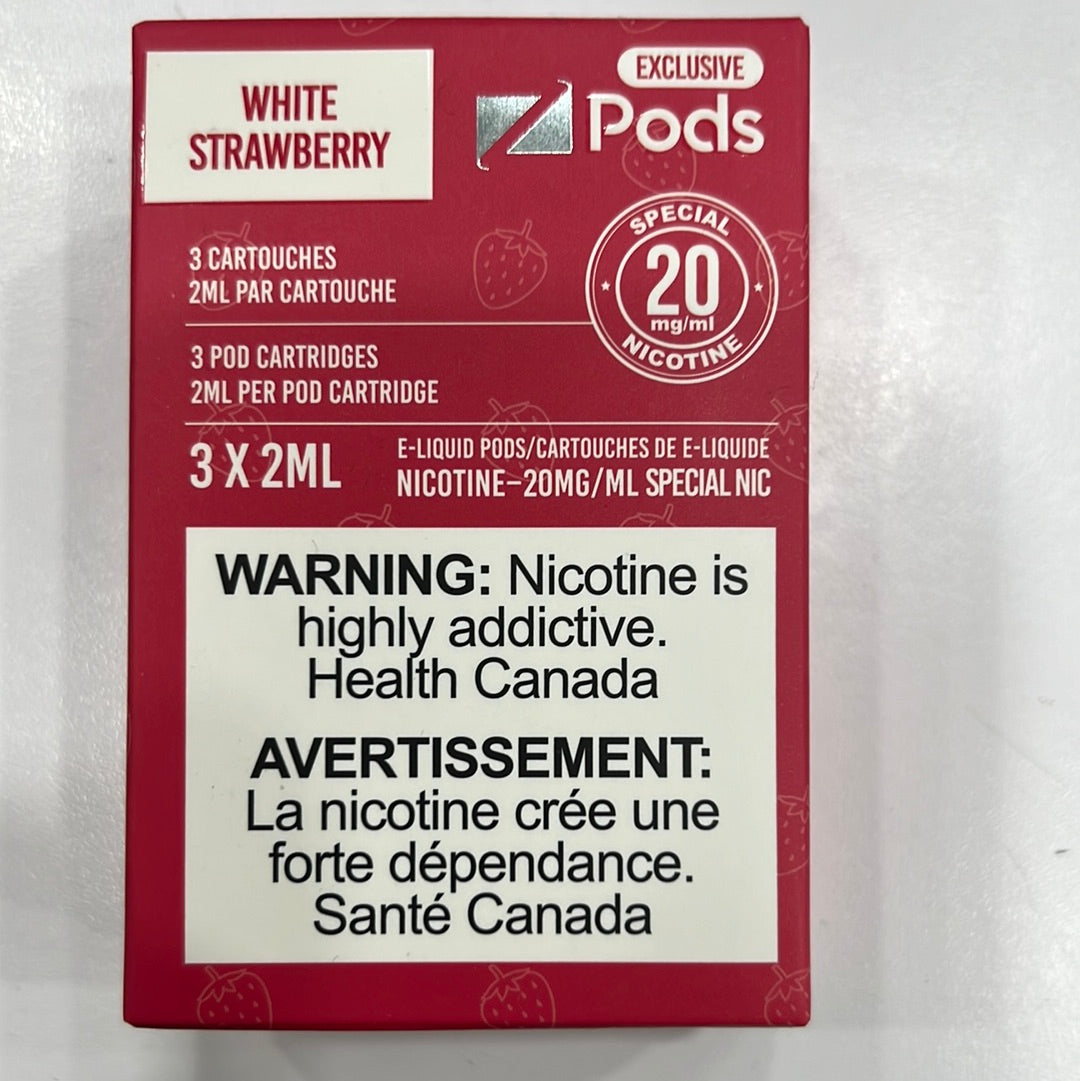 WHITE
STRAWBERRY
EXCLUSIVE
Z Pods
3 CARTOUCHES
2ML PAR CARTOUCHE
SPECIAL
20
mg/ml
NICOTINE
3 POD CARTRIDGES
2ML PER POD CARTRIDGE
3 X 2ML
E-LIQUID PODS/CARTOUCHES DE E-LIQUIDE
NICOTINE–20MG/ML SPECIAL NIC
WARNING: Nicotine is
highly addictive.
Health Canada
AVERTISSEMENT:
La nicotine crée une
forte dépendance.
Santé Canada